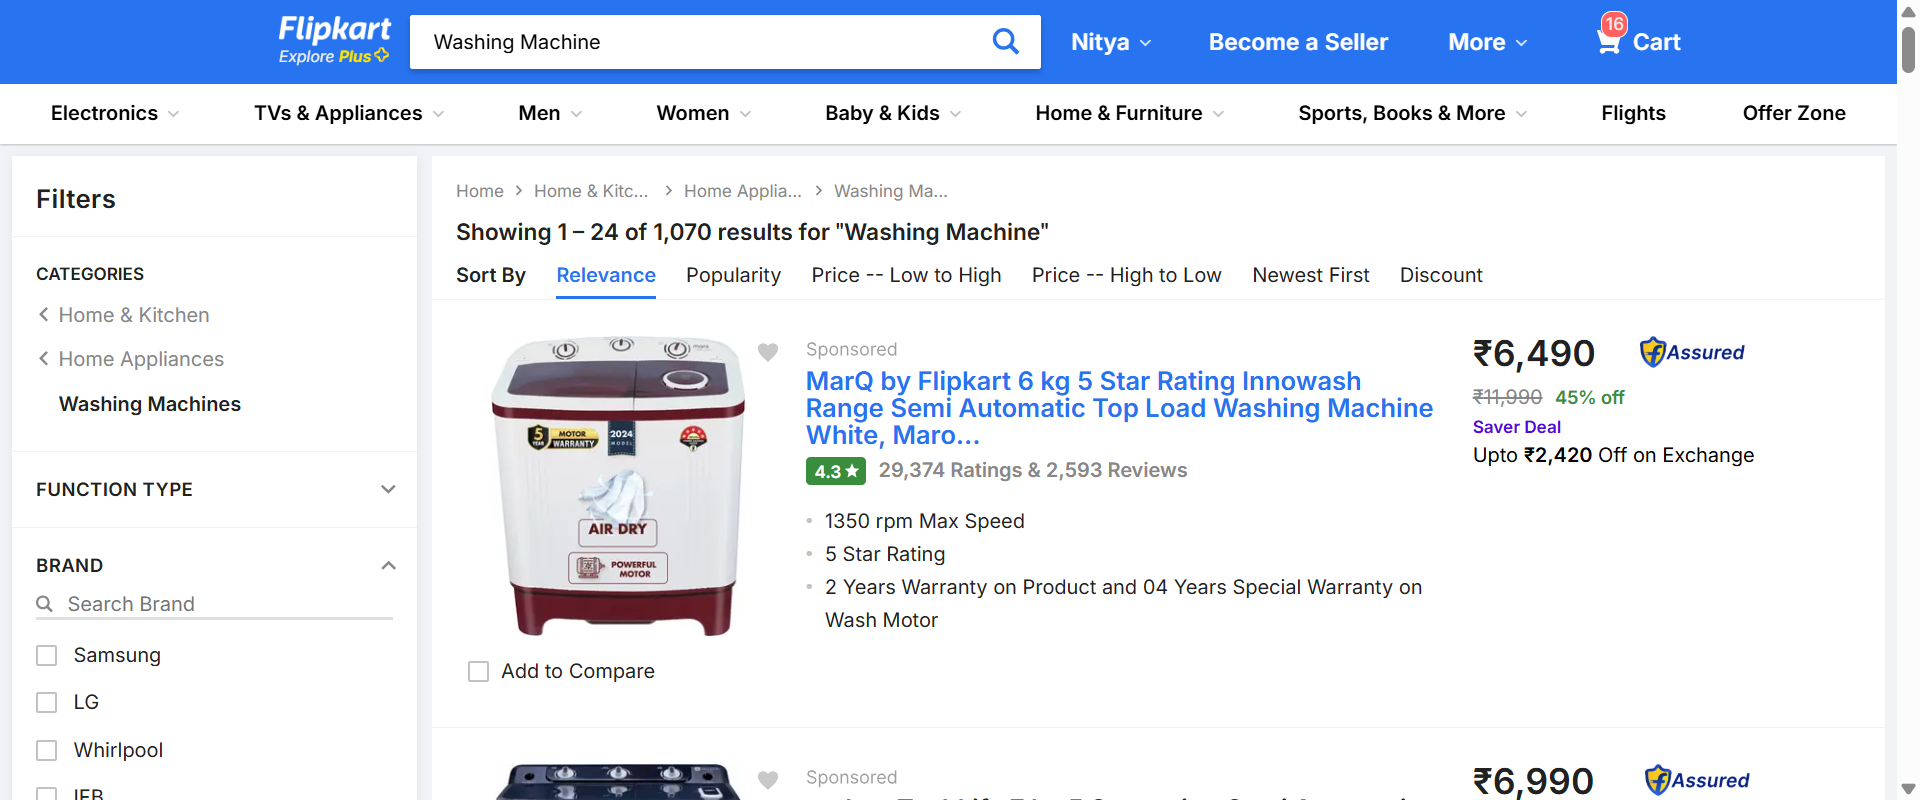 Flipkart
Explore Plus
Washing Machine
Nitya
Become a Seller
More
16
Cart
Electronics
TVs & Appliances
Men
Women
Baby & Kids
Home & Furniture
Sports, Books & More
Flights
Offer Zone
Filters
CATEGORIES
Home & Kitchen
Home Appliances
Washing Machines
FUNCTION TYPE
BRAND
Search Brand
Samsung
LG
Whirlpool
Home
Home & Kitc...
Home Applia...
Washing Ma...
Showing 1 – 24 of 1,070 results for "Washing Machine"
Sort By
Relevance
Popularity
Price -- Low to High
Price -- High to Low
Newest First
Discount
5
YEAR
MOTOR
WARRANTY
2024
MODEL
AIR DRY
POWERFUL
MOTOR
Add to Compare
Sponsored
MarQ by Flipkart 6 kg 5 Star Rating Innowash
Range Semi Automatic Top Load Washing Machine
White, Maro...
4.3★
29,374 Ratings & 2,593 Reviews
1350 rpm Max Speed
5 Star Rating
2 Years Warranty on Product and 04 Years Special Warranty on
Wash Motor
₹6,490
Assured
₹11,990
45% off
Saver Deal
Upto ₹2,420 Off on Exchange
Sponsored
₹6,990
Assured